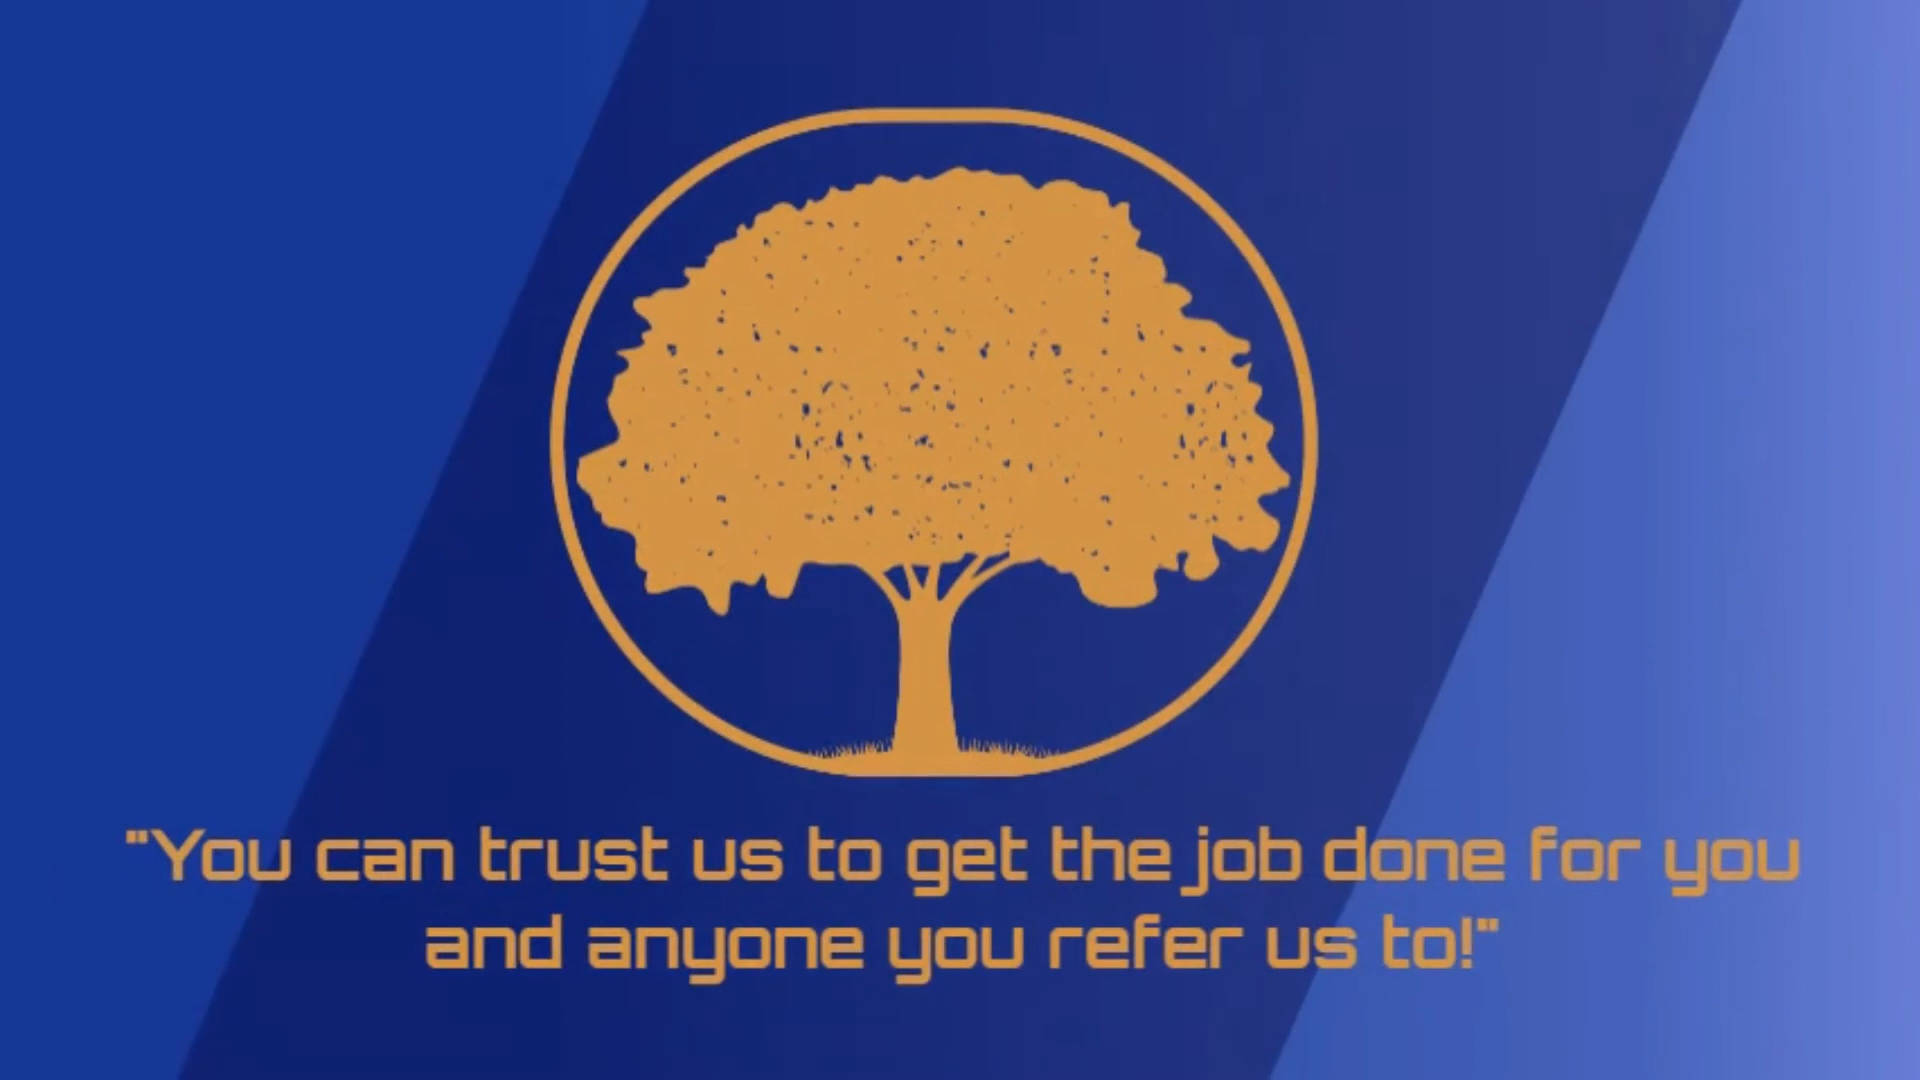 "You can trust us to get the job done for you
and anyone you refer us to!"